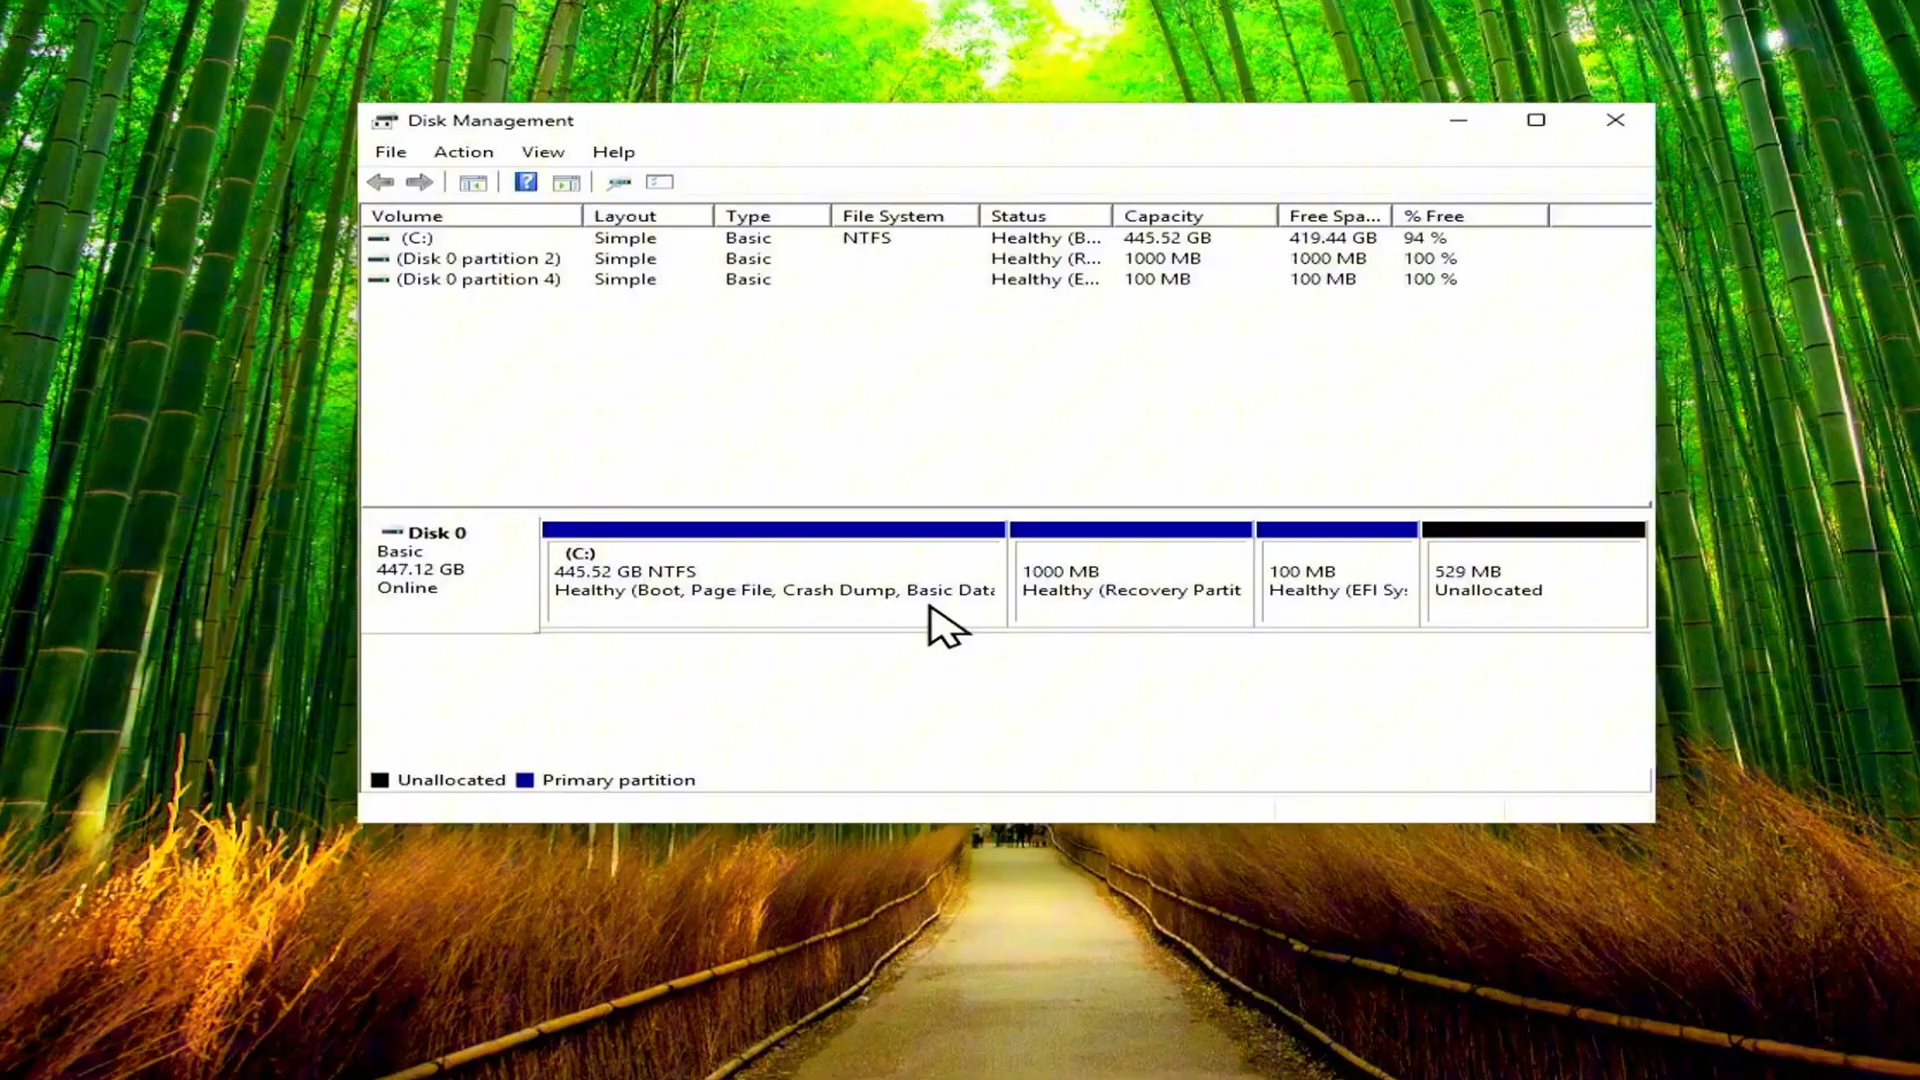 Disk Management
File Action View Help
Volume Layout Type File System Status Capacity Free Spa... % Free
(C:) Simple Basic NTFS Healthy (B... 445.52 GB 419.44 GB 94 %
(Disk 0 partition 2) Simple Basic Healthy (R... 1000 MB 1000 MB 100 %
(Disk 0 partition 4) Simple Basic Healthy (E... 100 MB 100 MB 100 %
Disk 0
Basic
447.12 GB
Online
(C:)
445.52 GB NTFS
Healthy (Boot, Page File, Crash Dump, Basic Data
1000 MB
Healthy (Recovery Partit
100 MB
Healthy (EFI Sy:
529 MB
Unallocated
Unallocated Primary partition